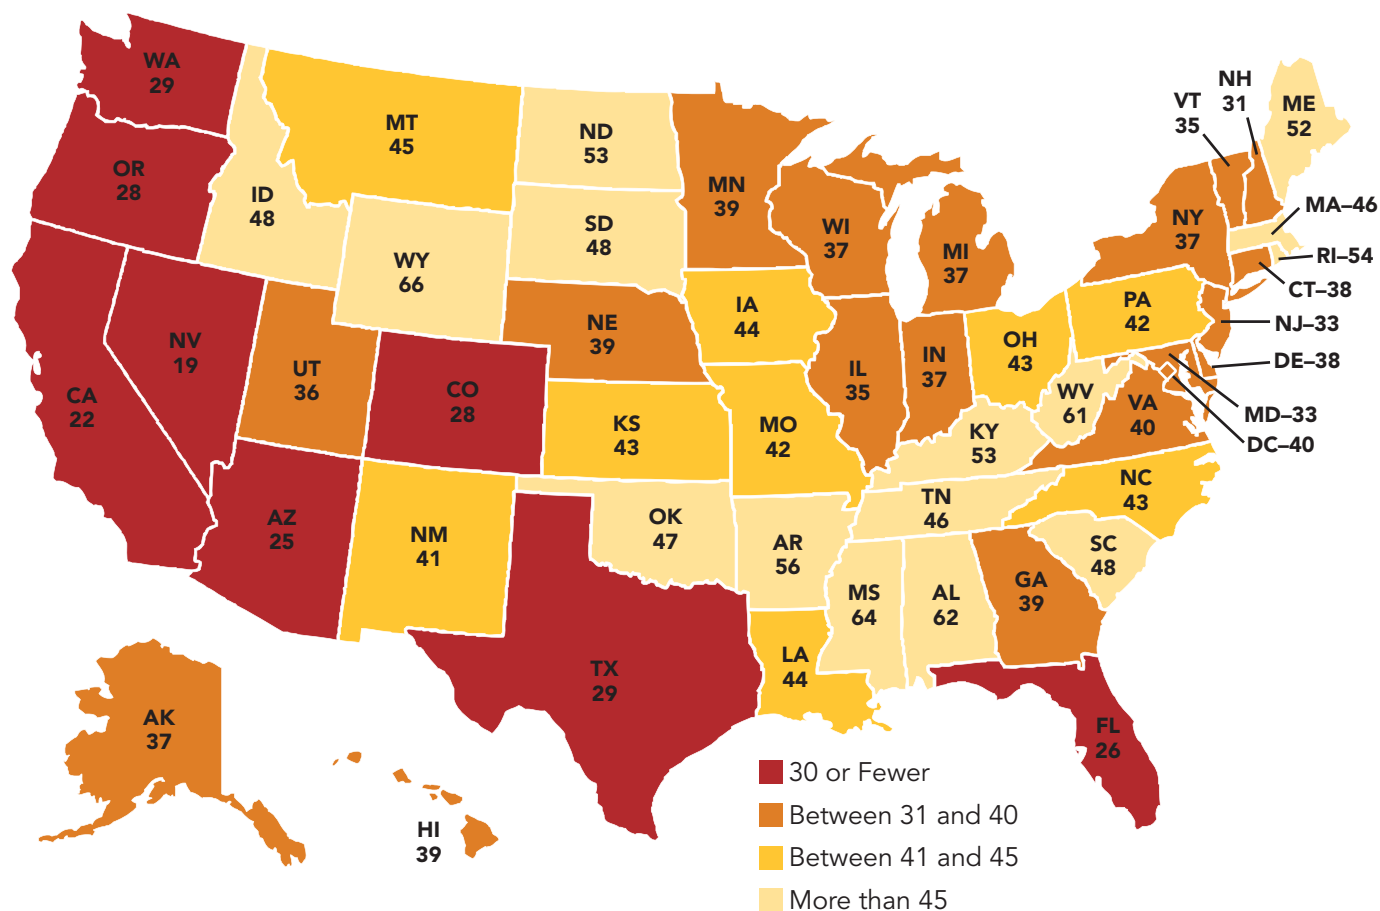 WA
29
OR
28
CA
22
NV
19
ID
48
MT
45
WY
66
UT
36
AZ
25
CO
28
NM
41
ND
53
SD
48
NE
39
KS
43
OK
47
TX
29
MN
39
IA
44
MO
42
AR
56
LA
44
WI
37
IL
35
MI
37
IN
37
OH
43
KY
53
TN
46
MS
64
AL
62
GA
39
FL
26
SC
48
NC
43
VA
40
WV
61
PA
42
NY
37
VT
35
NH
31
ME
52
MA–46
RI–54
CT–38
NJ–33
DE–38
MD–33
DC–40
AK
37
HI
39
30 or Fewer
Between 31 and 40
Between 41 and 45
More than 45